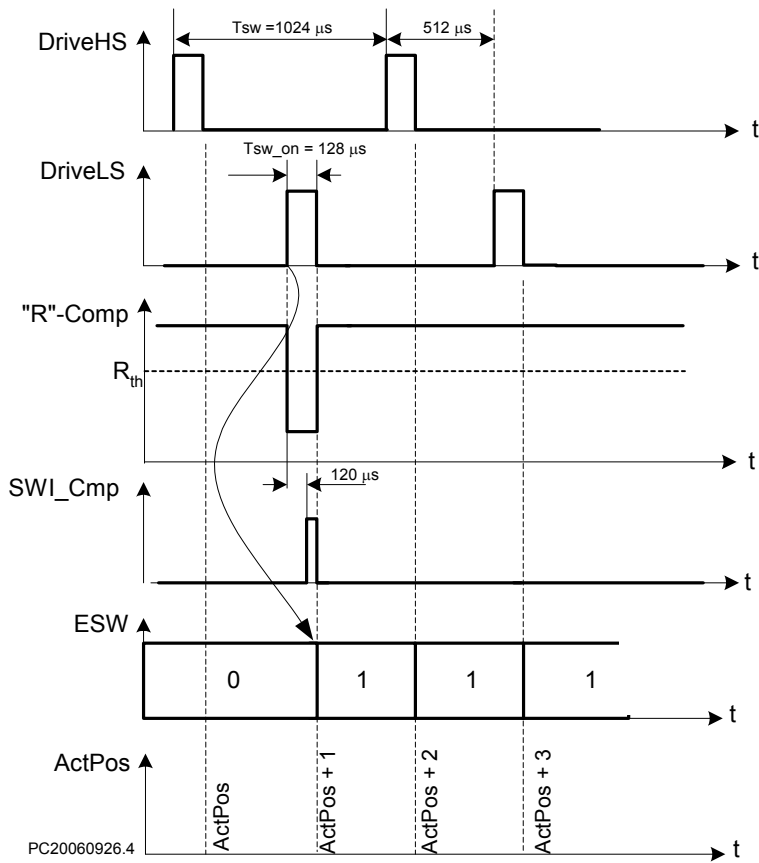 DriveHS
Tsw =1024 μs
512 μs
t
DriveLS
Tsw_on = 128 μs
t
"R"-Comp
Rth
t
SWI_Cmp
120 μs
t
ESW
0
1
1
1
t
ActPos
ActPos
ActPos + 1
ActPos + 2
ActPos + 3
t
PC20060926.4